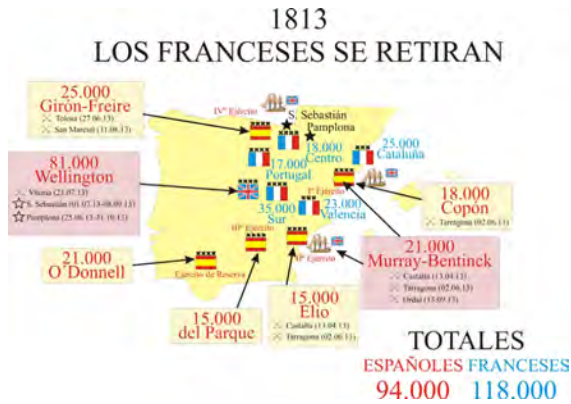 1813
LOS FRANCESES SE RETIRAN
25.000
Girón-Freire
Tolosa (27.06.13)
San Marcial (31.08.13)
IVº Ejército
S. Sebastián
Pamplona
18.000
Centro
25.000
Cataluña
17.000
Portugal
81.000
Wellington
Vitoria (21.07.13)
S. Sebastián (01.07.13-08.09.13)
Pamplona (25.06.13-31.10.13)
35.000
Sur
23.000
Valencia
Iº Ejército
18.000
Copón
Tarragona (02.06.13)
21.000
Murray-Bentinck
Castalla (13.04.13)
Tarragona (02.06.13)
Ordal (13.09.13)
21.000
O´Donnell
Ejército de Reserva
IIIº Ejército
IIº Ejército
15.000
del Parque
15.000
Elio
Castalla (13.04.13)
Tarragona (02.06.13)
TOTALES
ESPAÑOLES FRANCESES
94.000 118.000